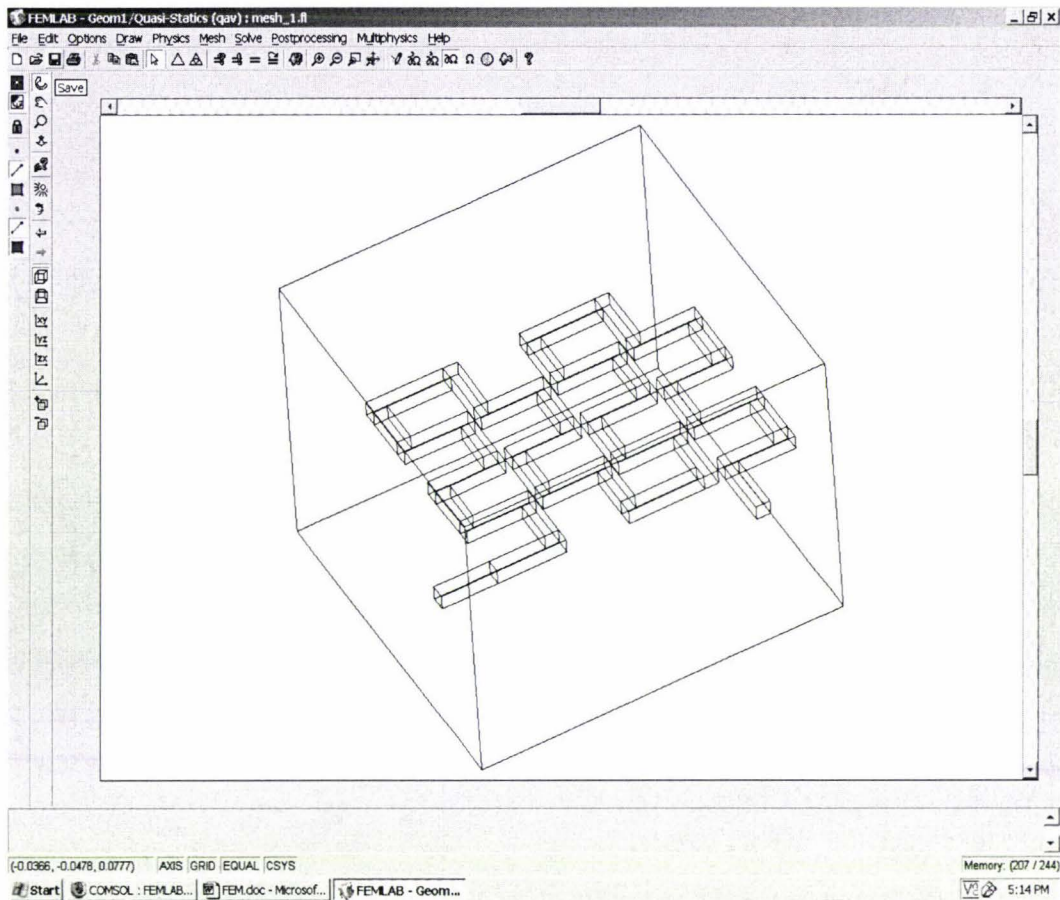 FEMLAB - Geom1/Quasi-Statics (qav) : mesh_1.fl
File Edit Options Draw Physics Mesh Solve Postprocessing Multiphysics Help
Save
(-0.0366, -0.0478, 0.0777) AXIS GRID EQUAL CSYS
Memory: (207 / 244)
Start COMSOL : FEMLAB... FEM.doc - Microsof... FEMLAB - Geom...
5:14 PM